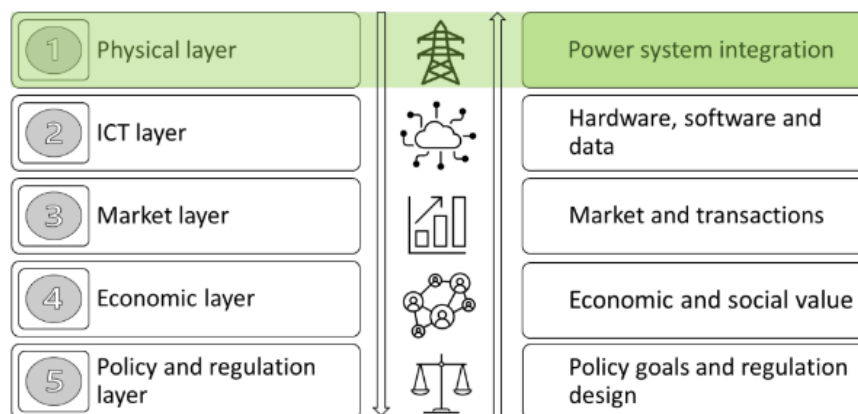 1 Physical layer
Power system integration
2 ICT layer
Hardware, software and
data
3 Market layer
Market and transactions
4 Economic layer
Economic and social value
5 Policy and regulation
layer
Policy goals and regulation
design